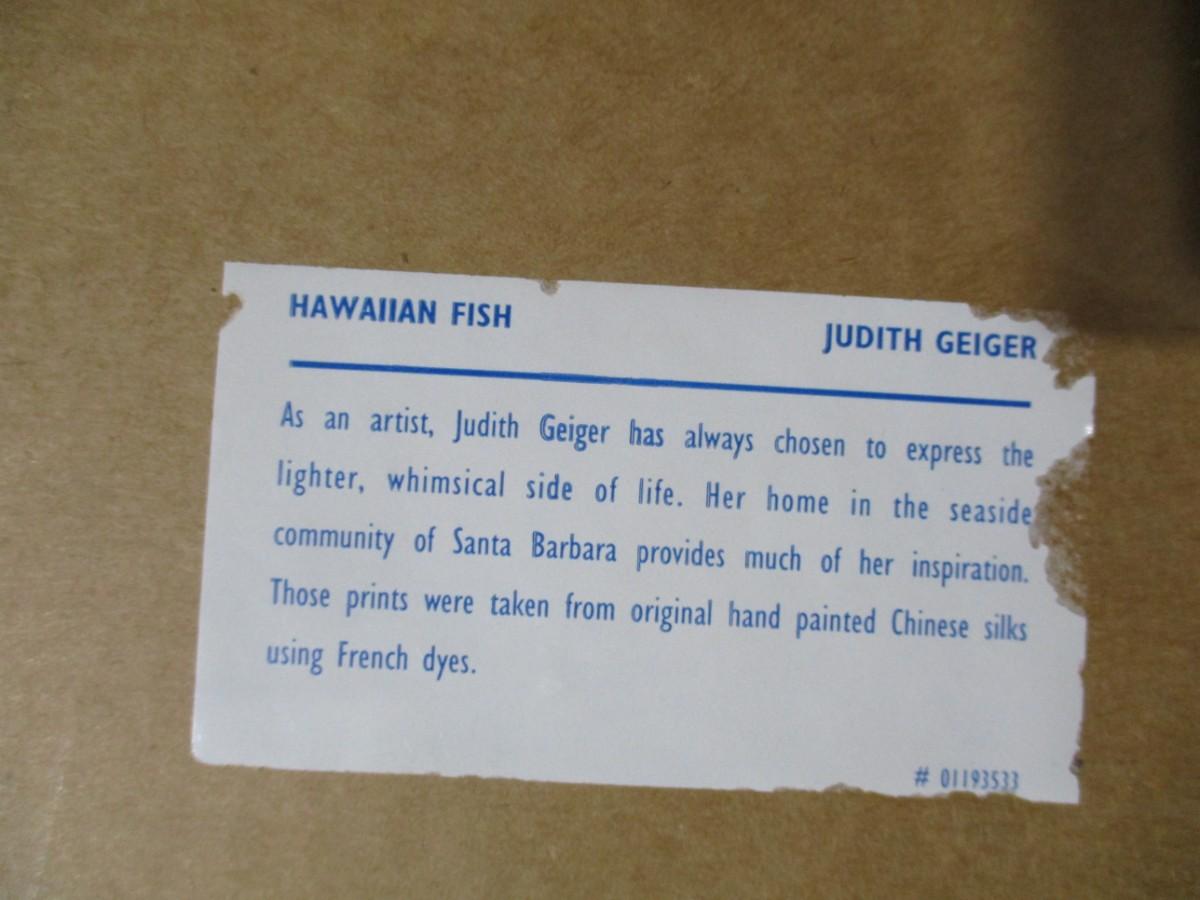 HAWAIIAN FISH
JUDITH GEIGER
As an artist, Judith Geiger has always chosen to express the
lighter, whimsical side of life. Her home in the seaside
community of Santa Barbara provides much of her inspiration.
Those prints were taken from original hand painted Chinese silks
using French dyes.
# 01193533